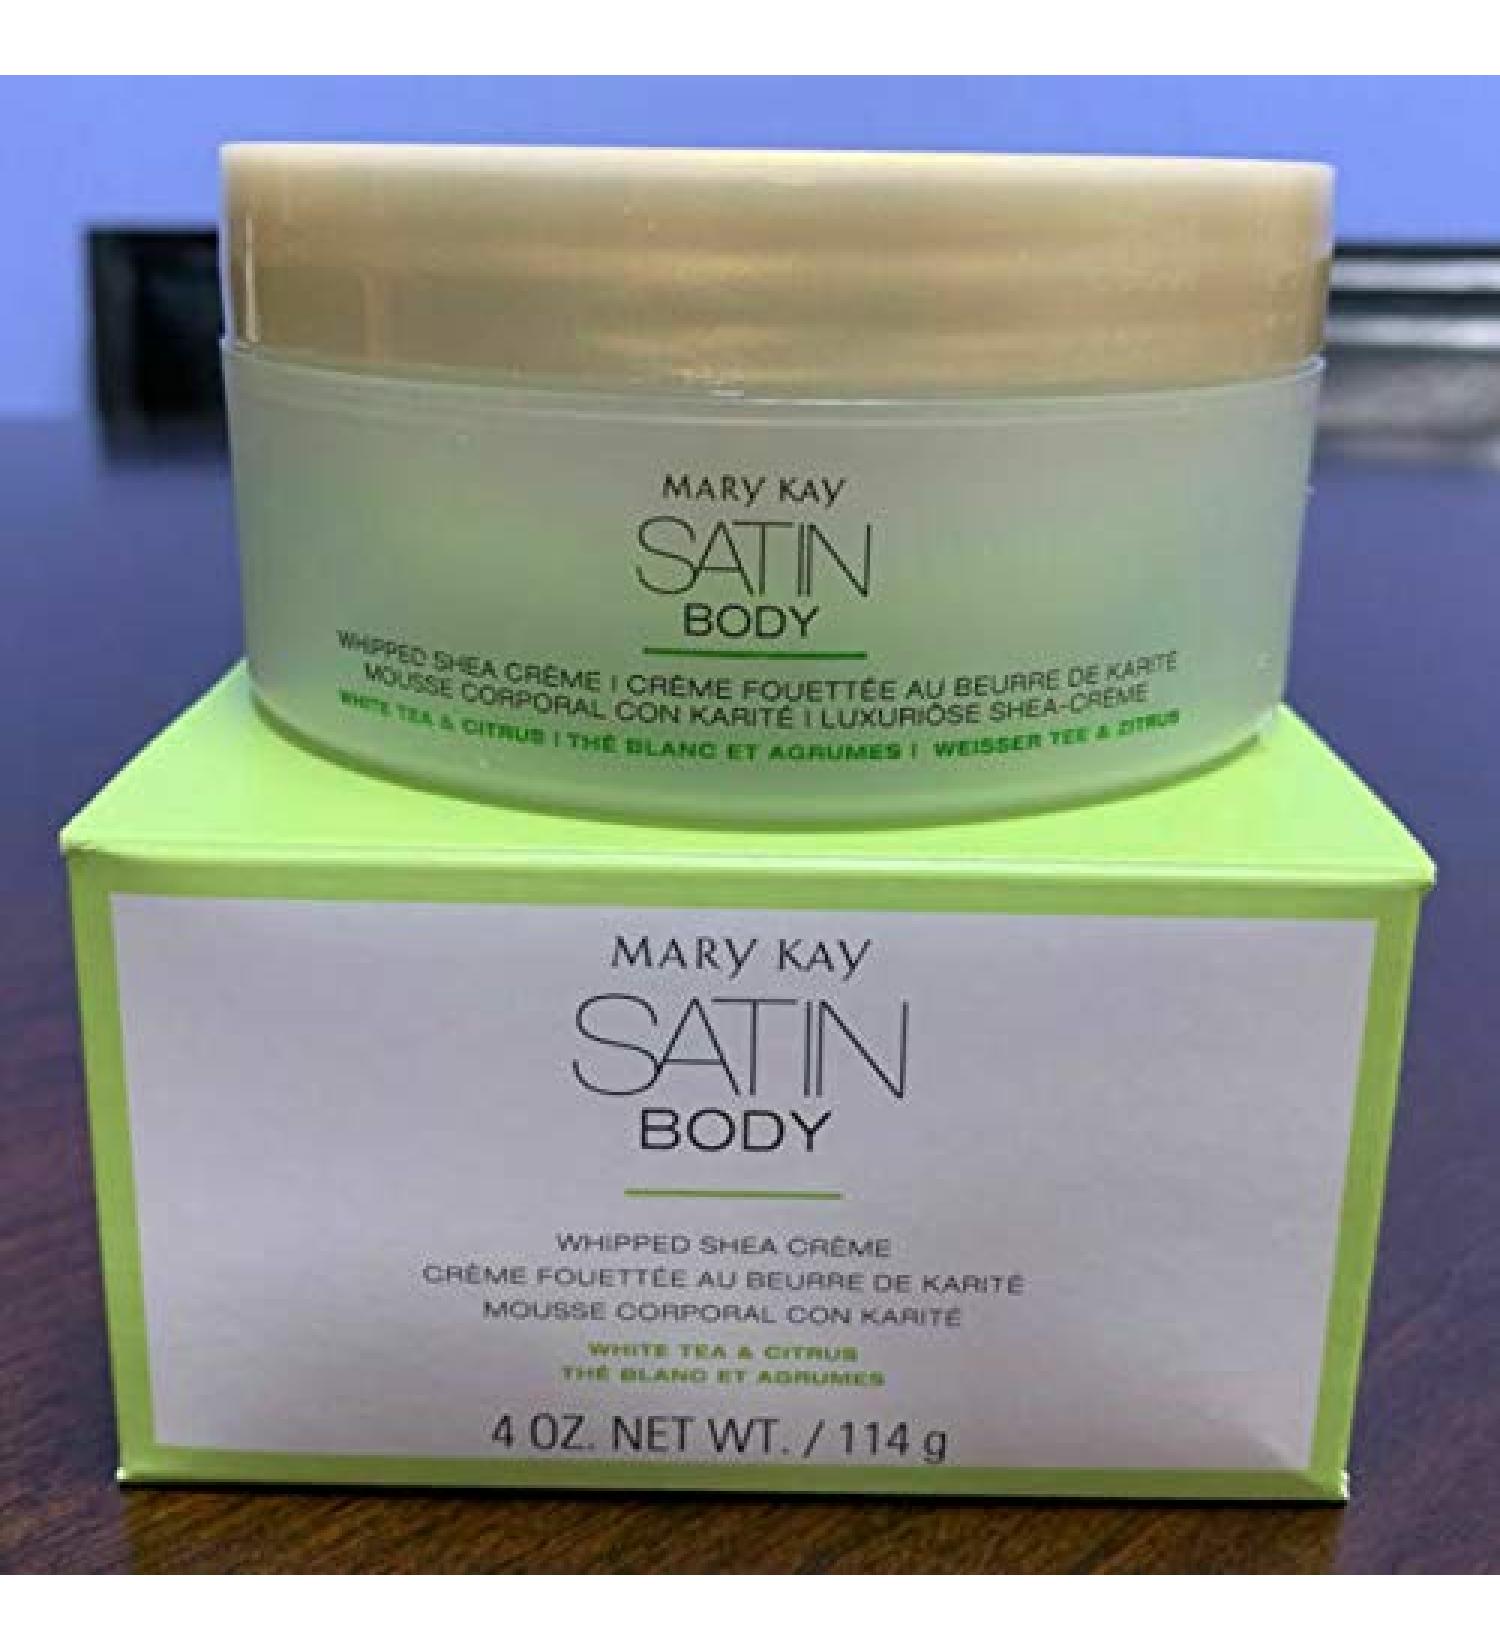 MARY KAY
SATIN
BODY
WHIPPED SHEA CRÈME | CRÈME FOUETTÉE AU BEURRE DE KARITÉ
MOUSSE CORPORAL CON KARITÉ | LUXURIÖSE SHEA-CRÈME
WHITE TEA & CITRUS | THÉ BLANC ET AGRUMES | WEISSER TEE & ZITRUS
MARY KAY
SATIN
BODY
WHIPPED SHEA CRÈME
CRÈME FOUETTÉE AU BEURRE DE KARITÉ
MOUSSE CORPORAL CON KARITÉ
WHITE TEA & CITRUS
THÉ BLANC ET AGRUMES
4 OZ. NET WT. / 114 g